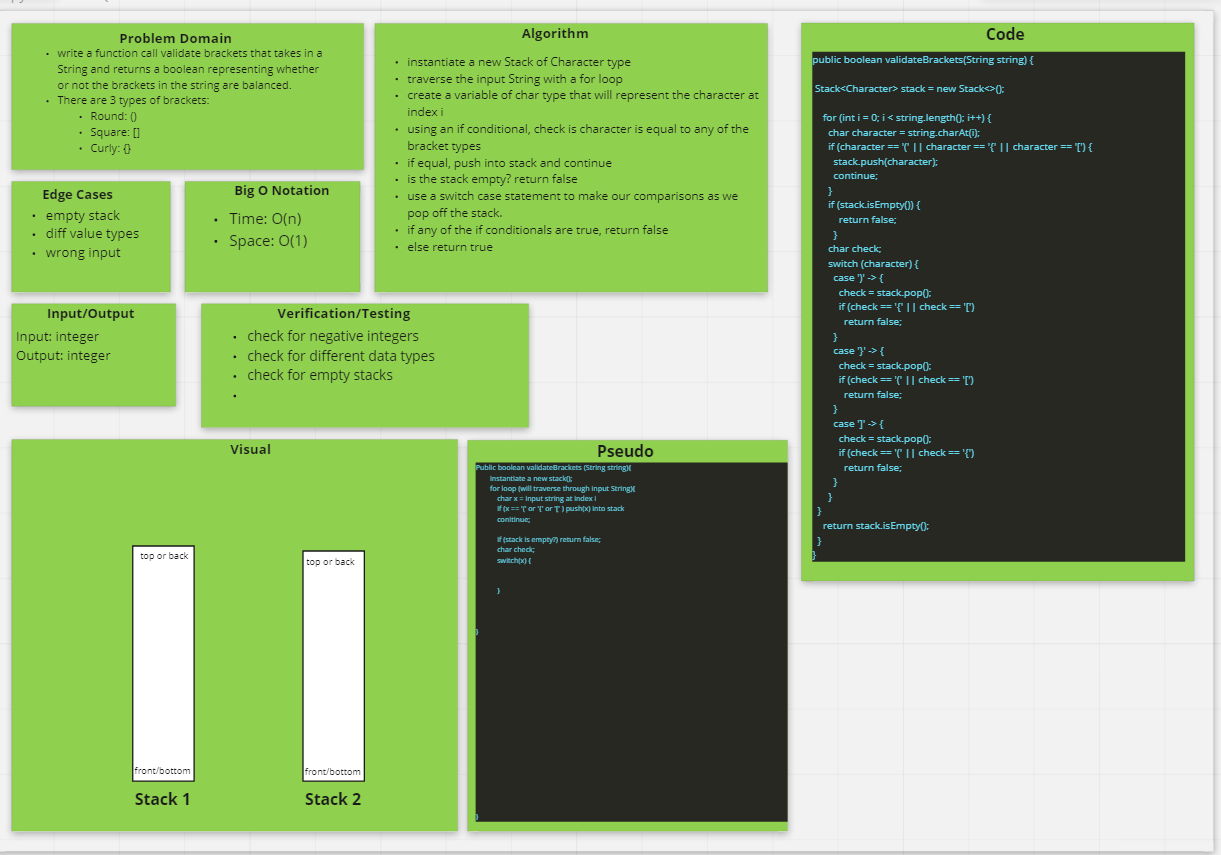 Problem Domain
write a function call validate brackets that takes in a
String and returns a boolean representing whether
or not the brackets in the string are balanced.
There are 3 types of brackets:
Round: ()
Square: []
Curly: {}
Algorithm
instantiate a new Stack of Character type
traverse the input String with a for loop
create a variable of char type that will represent the character at
index i
using an if conditional, check is character is equal to any of the
bracket types
if equal, push into stack and continue
is the stack empty? return false
use a switch case statement to make our comparisons as we
pop off the stack.
if any of the if conditionals are true, return false
else return true
Edge Cases
empty stack
diff value types
wrong input
Big O Notation
Time: O(n)
Space: O(1)
Input/Output
Input: integer
Output: integer
Verification/Testing
check for negative integers
check for different data types
check for empty stacks
Visual
top or back
front/bottom
Stack 1
top or back
front/bottom
Stack 2
Pseudo
Public boolean validateBrackets (String string){
instantiate a new stack();
for loop (will traverse through input String){
char x = input string at index i
if (x == '(' or '{' or '[' ) push(x) into stack
conitinue;
if (stack is empty?) return false;
char check;
switch(x) {
}
}
}
Code
public boolean validateBrackets(String string) {
Stack<Character> stack = new Stack<>();
for (int i = 0; i < string.length(); i++) {
char character = string.charAt(i);
if (character == '(' || character == '{' || character == '[') {
stack.push(character);
continue;
}
if (stack.isEmpty()) {
return false;
}
char check;
switch (character) {
case ')' -> {
check = stack.pop();
if (check == '{' || check == '[')
return false;
}
case '}' -> {
check = stack.pop();
if (check == '(' || check == '[')
return false;
}
case ']' -> {
check = stack.pop();
if (check == '(' || check == '{')
return false;
}
}
}
return stack.isEmpty();
}
}